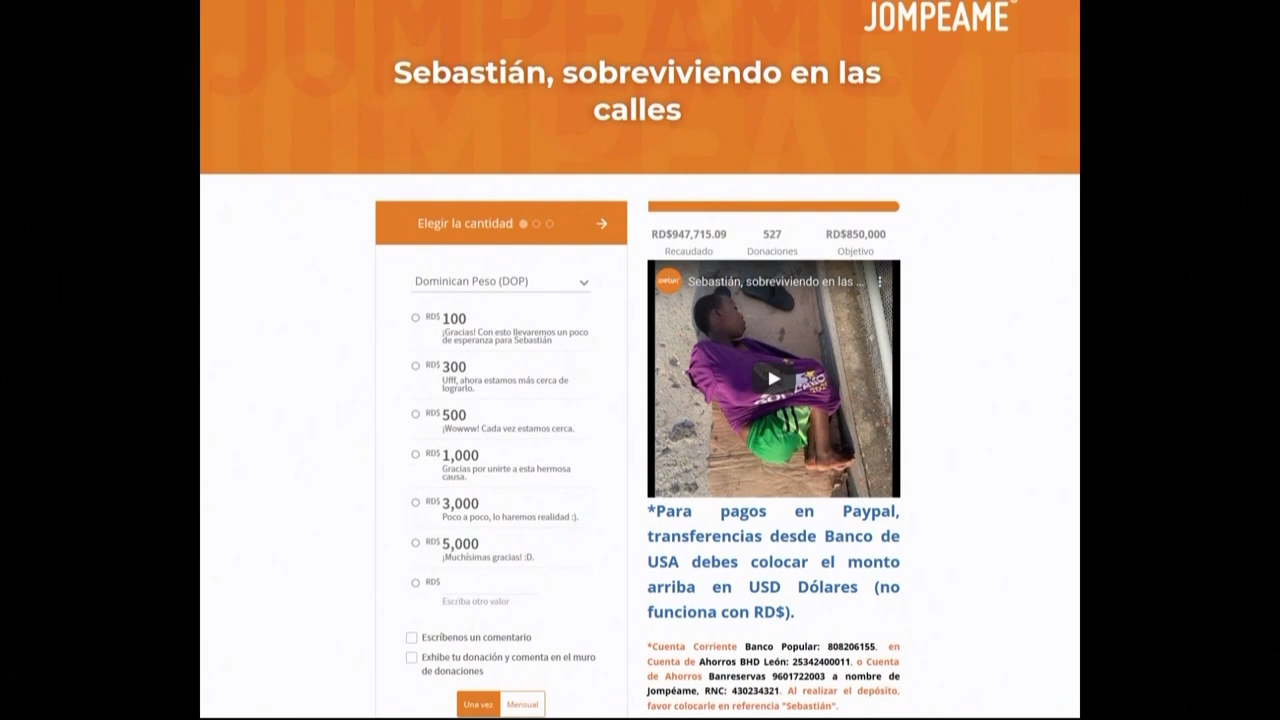 JOMPÉAME
Sebastián, sobreviviendo en las
calles
Elegir la cantidad
Dominican Peso (DOP)
RD$ 100
¡Gracias! Con esto llevaremos un poco
de esperanza para Sebastián
RD$ 300
Ufff, ahora estamos más cerca de
lograrlo.
RD$ 500
¡Wowww! Cada vez estamos cerca.
RD$ 1,000
Gracias por unirte a esta hermosa
causa.
RD$ 3,000
Poco a poco, lo haremos realidad :).
RD$ 5,000
¡Muchísimas gracias! :D.
RD$
Escriba otro valor
Escríbenos un comentario
Exhibe tu donación y comenta en el muro
de donaciones
Una vez Mensual
RD$947,715.09 527 RD$850,000
Recaudado Donaciones Objetivo
Sebastián, sobreviviendo en las ...
*Para pagos en Paypal,
transferencias desde Banco de
USA debes colocar el monto
arriba en USD Dólares (no
funciona con RD$).
*Cuenta Corriente Banco Popular: 808206155, en
Cuenta de Ahorros BHD León: 25342400011, o Cuenta
de Ahorros Banreservas 9601722003 a nombre de
Jompéame, RNC: 430234321. Al realizar el depósito,
favor colocarle en referencia "Sebastián".